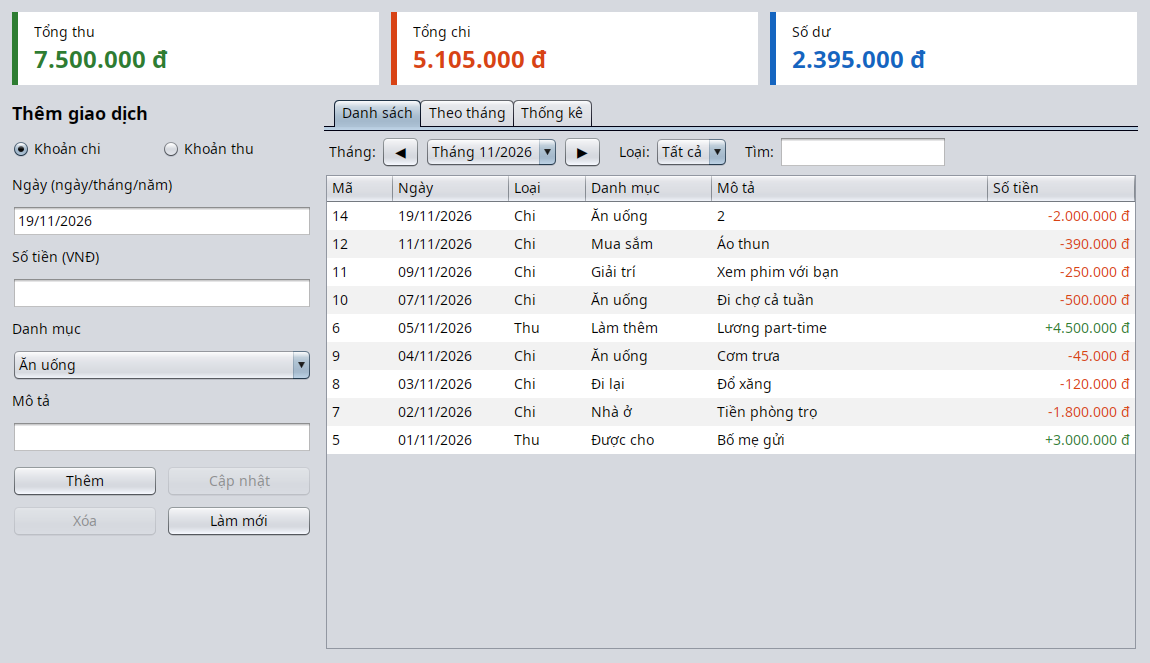 Tổng thu
7.500.000 đ
Tổng chi
5.105.000 đ
Số dư
2.395.000 đ
Thêm giao dịch
Khoản chi Khoản thu
Ngày (ngày/tháng/năm)
19/11/2026
Số tiền (VNĐ)
Danh mục
Ăn uống
Mô tả
Thêm Cập nhật
Xóa Làm mới
Danh sách Theo tháng Thống kê
Tháng: ◀ Tháng 11/2026 ▶ Loại: Tất cả Tìm:
Mã Ngày Loại Danh mục Mô tả Số tiền
14 19/11/2026 Chi Ăn uống 2 -2.000.000 đ
12 11/11/2026 Chi Mua sắm Áo thun -390.000 đ
11 09/11/2026 Chi Giải trí Xem phim với bạn -250.000 đ
10 07/11/2026 Chi Ăn uống Đi chợ cả tuần -500.000 đ
6 05/11/2026 Thu Làm thêm Lương part-time +4.500.000 đ
9 04/11/2026 Chi Ăn uống Cơm trưa -45.000 đ
8 03/11/2026 Chi Đi lại Đổ xăng -120.000 đ
7 02/11/2026 Chi Nhà ở Tiền phòng trọ -1.800.000 đ
5 01/11/2026 Thu Được cho Bố mẹ gửi +3.000.000 đ